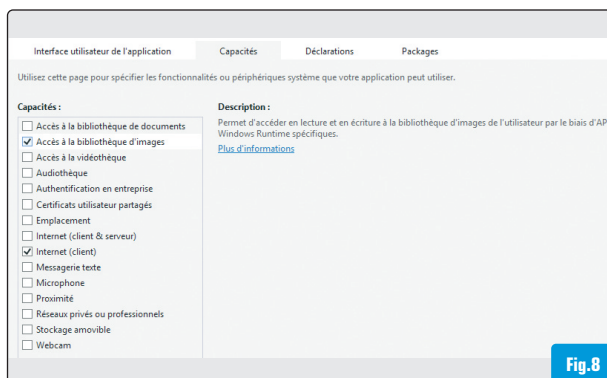 Interface utilisateur de l'application Capacités Déclarations Packages
Utilisez cette page pour spécifier les fonctionnalités ou périphériques système que votre application peut utiliser.
Capacités :
Accès à la bibliothèque de documents
Accès à la bibliothèque d'images
Accès à la vidéothèque
Audiothèque
Authentification en entreprise
Certificats utilisateur partagés
Emplacement
Internet (client & serveur)
Internet (client)
Messagerie texte
Microphone
Proximité
Réseaux privés ou professionnels
Stockage amovible
Webcam
Description :
Permet d'accéder en lecture et en écriture à la bibliothèque d'images de l'utilisateur par le biais d'AP
Windows Runtime spécifiques.
Plus d'informations
Fig.8